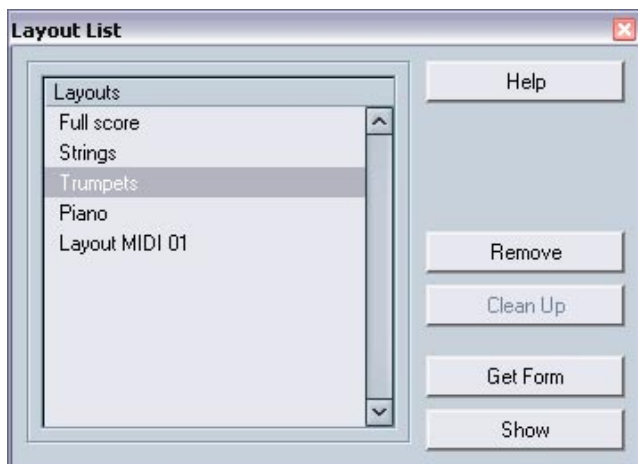 Layout List
Layouts
Full score
Strings
Trumpets
Piano
Layout MIDI 01
Help
Remove
Clean Up
Get Form
Show